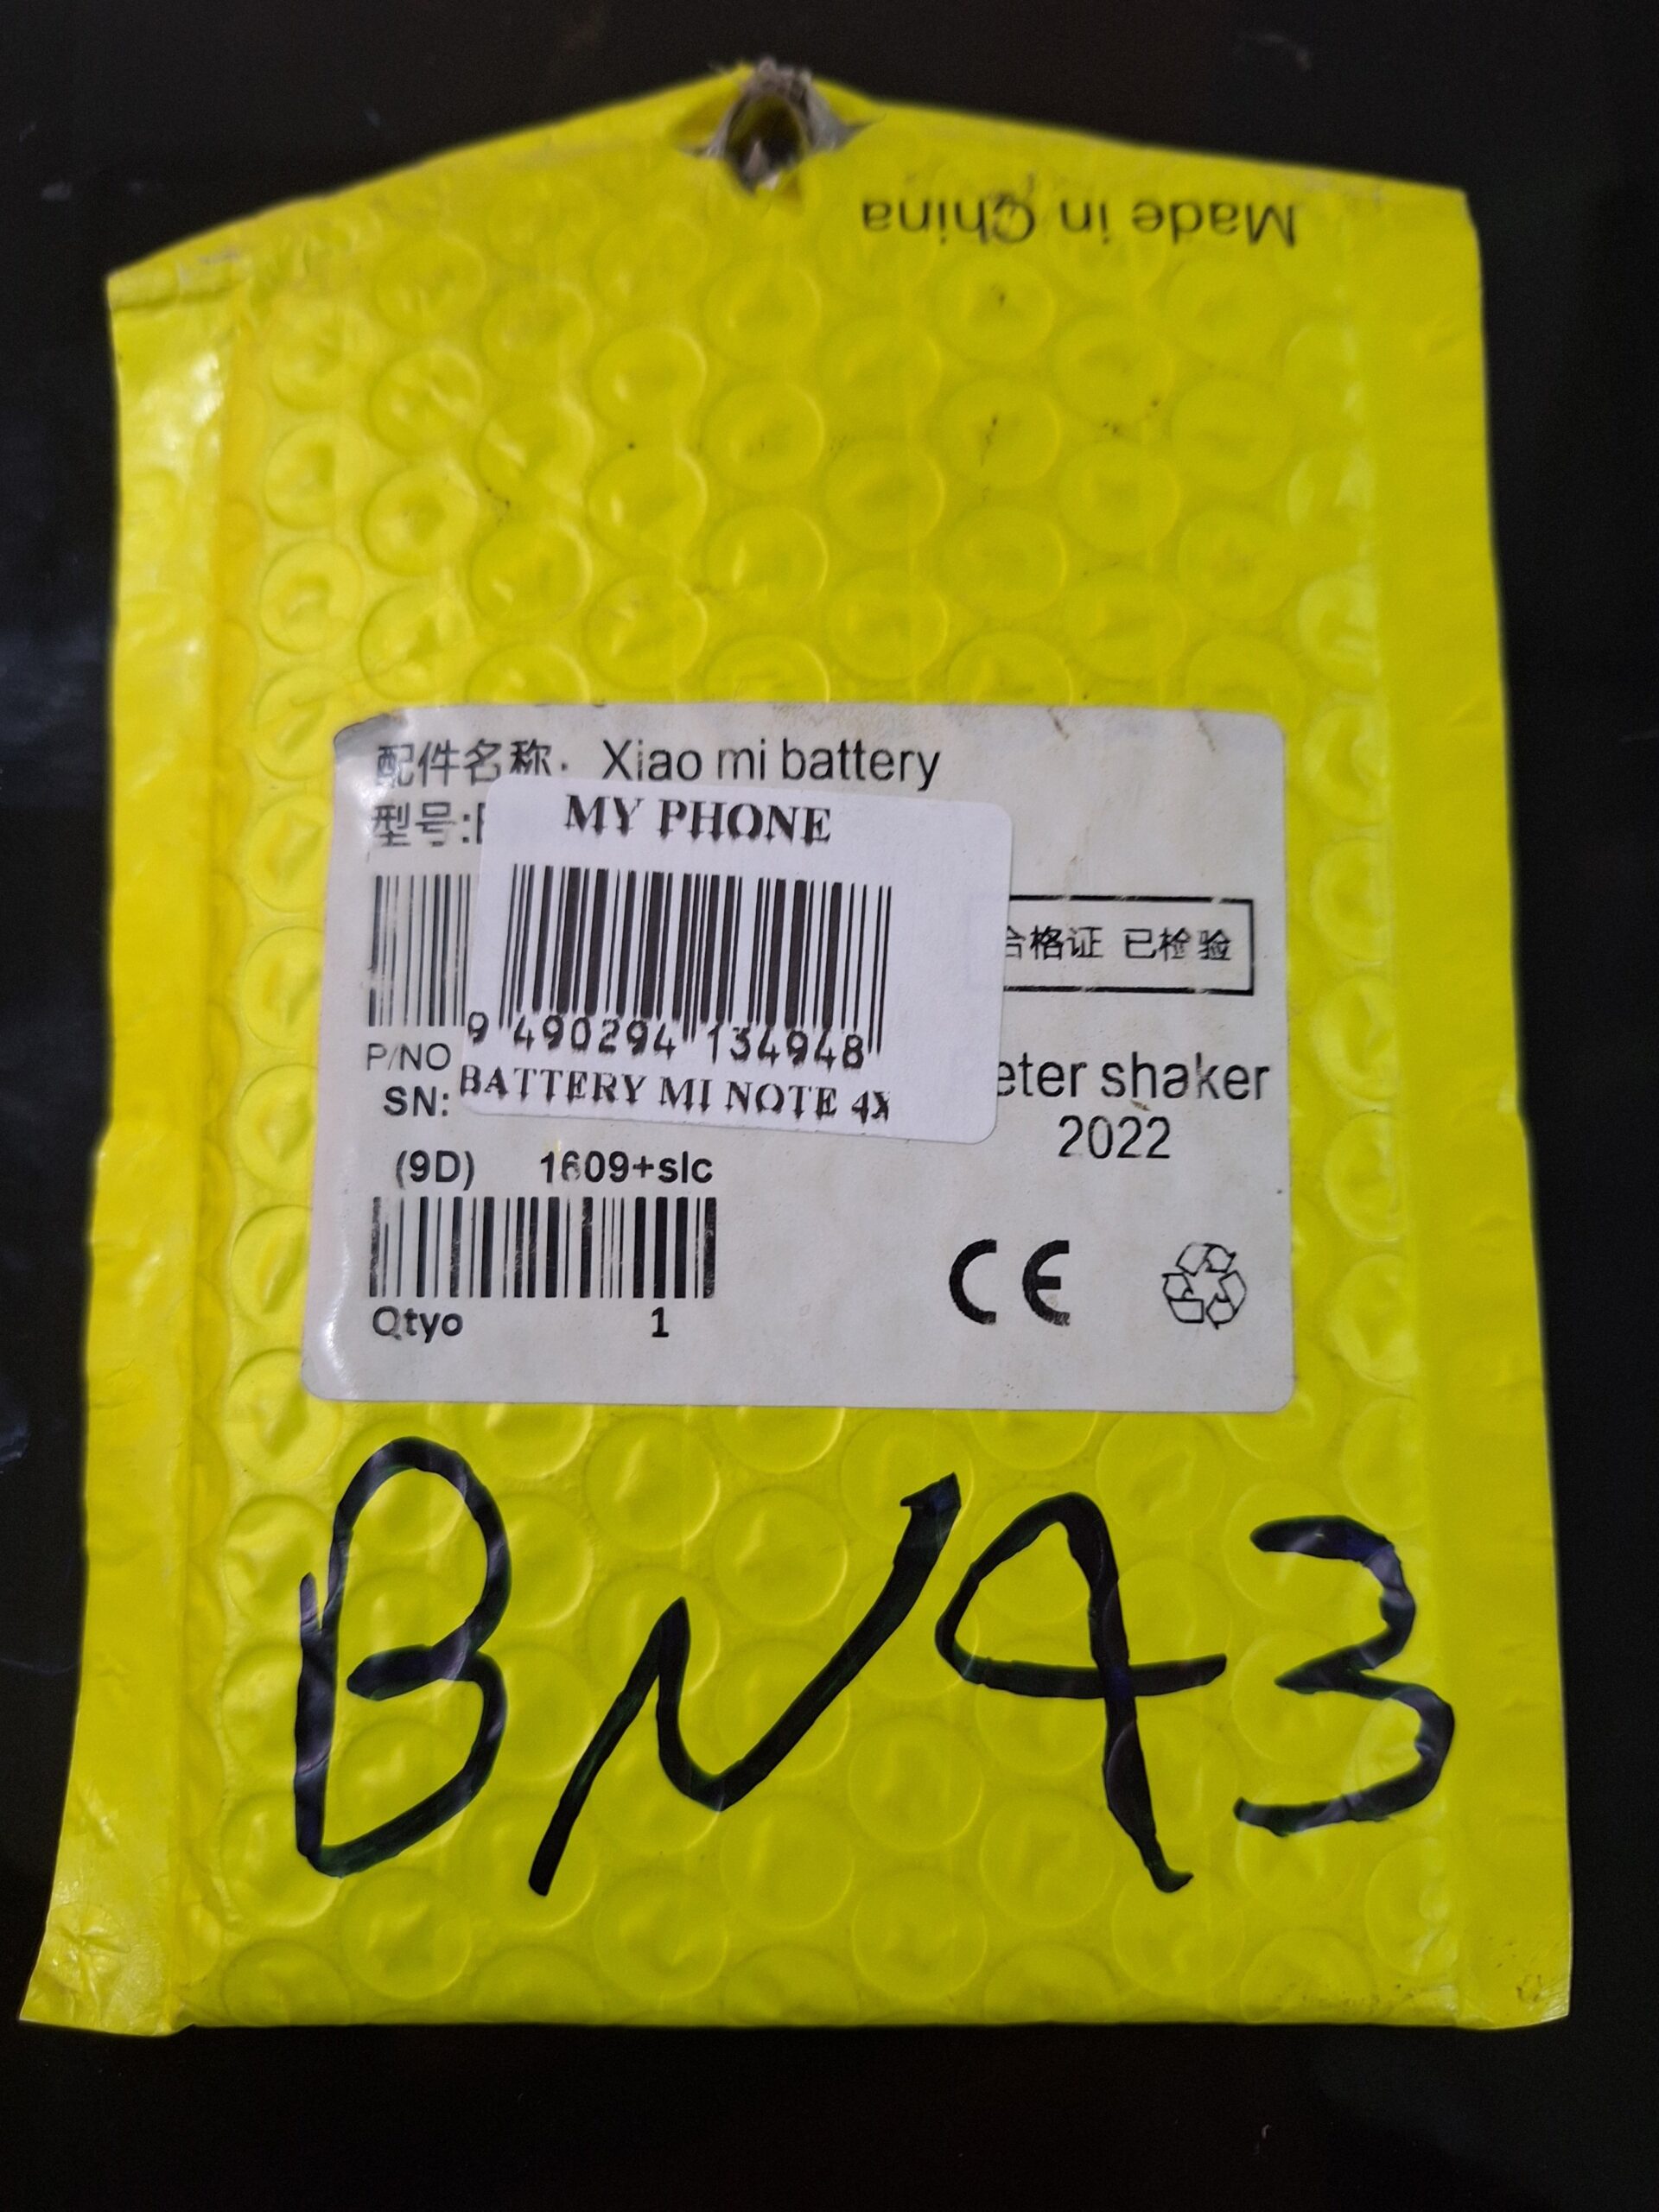 Made in China
配件名称: Xiao mi battery
型号:
MY PHONE
合格证 已检验
9 490294 134948
P/NO
BATTERY MI NOTE 4X
SN:
eter shaker
2022
(9D) 1609+slc
Qtyo 1
CE
BN43